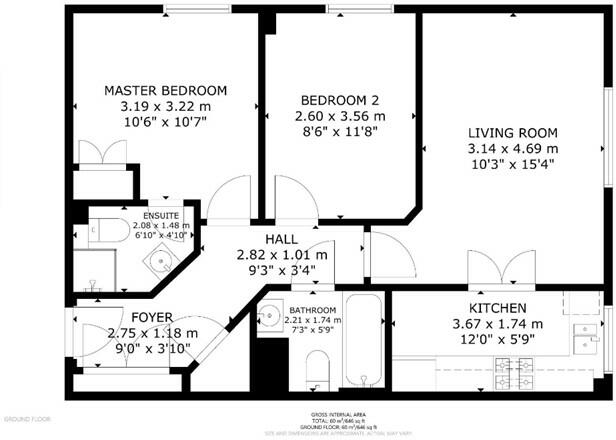 MASTER BEDROOM
3.19 x 3.22 m
10'6" x 10'7"
BEDROOM 2
2.60 x 3.56 m
8'6" x 11'8"
LIVING ROOM
3.14 x 4.69 m
10'3" x 15'4"
ENSUITE
2.08 x 1.48 m
6'10" x 4'10"
HALL
2.82 x 1.01 m
9'3" x 3'4"
FOYER
2.75 x 1.18 m
9'0" x 3'10"
BATHROOM
2.21 x 1.74 m
7'3" x 5'9"
KITCHEN
3.67 x 1.74 m
12'0" x 5'9"
GROUND FLOOR
GROSS INTERNAL AREA
TOTAL: 60 m²/646 sq ft
GROUND FLOOR: 60 m²/646 sq ft
SIZE AND DIMENSIONS ARE APPROXIMATE, ACTUAL MAY VARY.